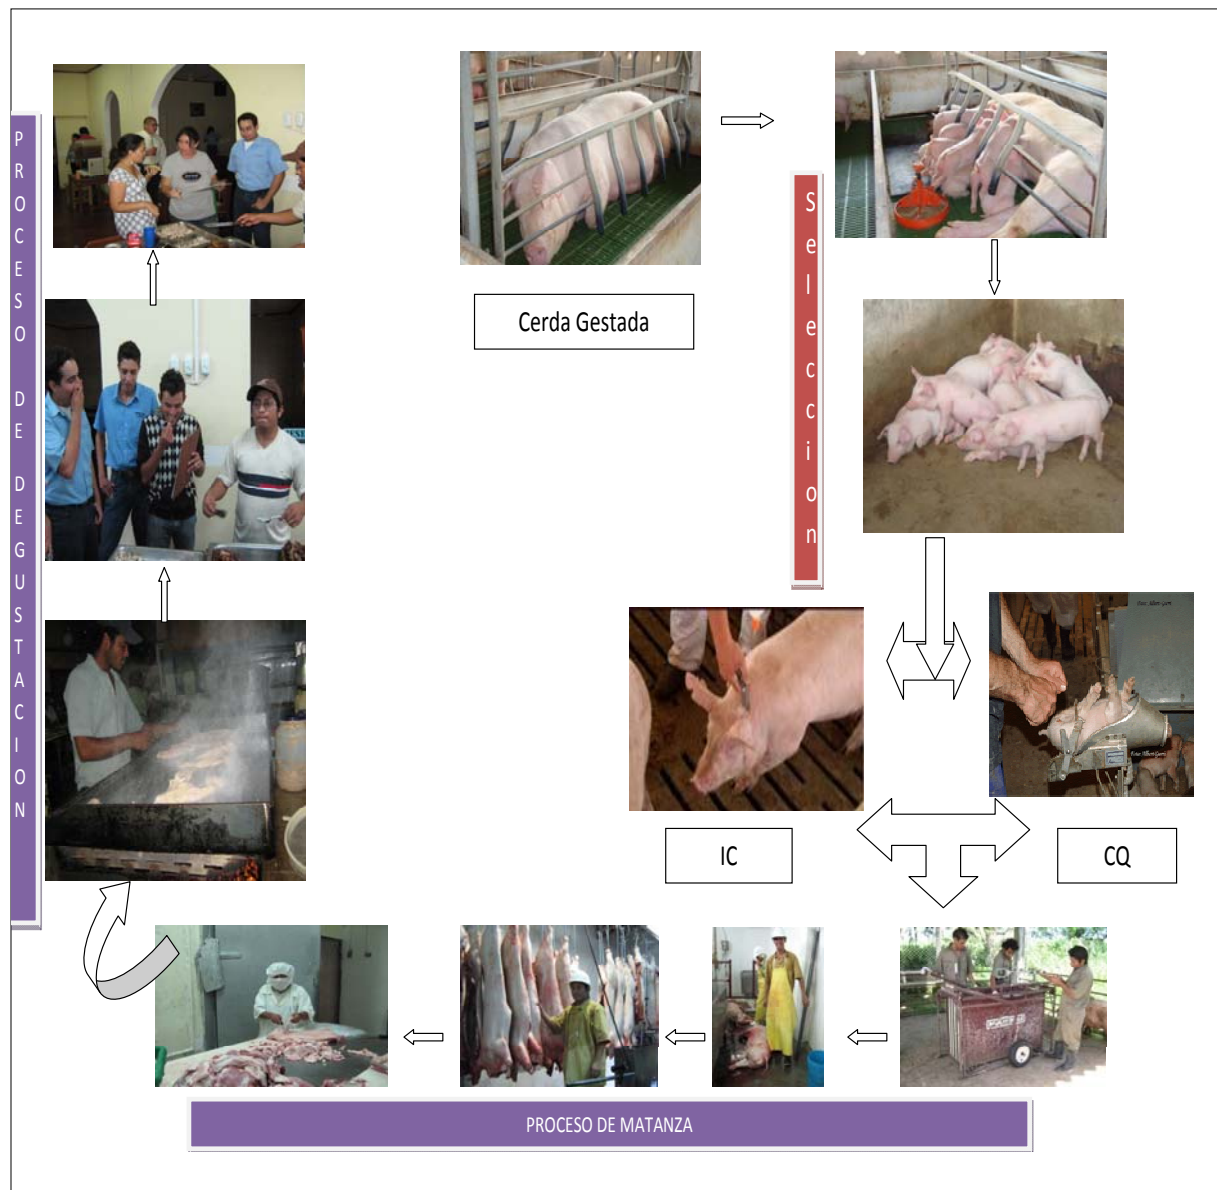 PROCESO DE DEGUSTACION
Cerda Gestada
Seleccion
IC
CQ
PROCESO DE MATANZA